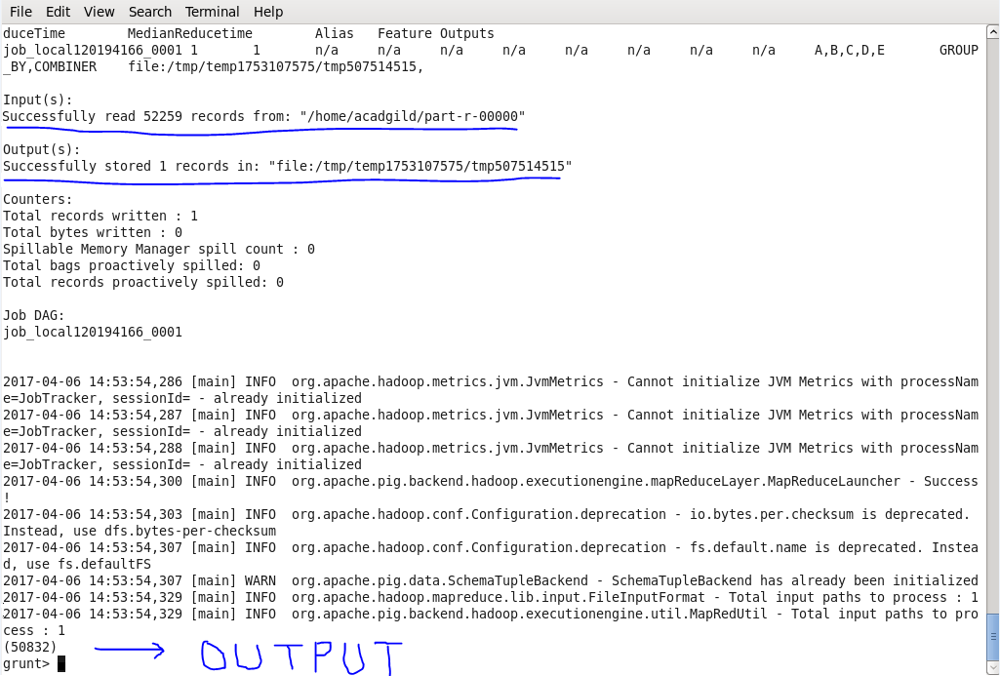 File Edit View Search Terminal Help
duceTime MedianReducetime Alias Feature Outputs
job_local120194166_0001 1 1 n/a n/a n/a n/a n/a n/a n/a n/a A,B,C,D,E GROUP
_BY,COMBINER file:/tmp/temp1753107575/tmp507514515,
Input(s):
Successfully read 52259 records from: "/home/acadgild/part-r-00000"
Output(s):
Successfully stored 1 records in: "file:/tmp/temp1753107575/tmp507514515"
Counters:
Total records written : 1
Total bytes written : 0
Spillable Memory Manager spill count : 0
Total bags proactively spilled: 0
Total records proactively spilled: 0
Job DAG:
job_local120194166_0001
2017-04-06 14:53:54,286 [main] INFO org.apache.hadoop.metrics.jvm.JvmMetrics - Cannot initialize JVM Metrics with processNam
e=JobTracker, sessionId= - already initialized
2017-04-06 14:53:54,287 [main] INFO org.apache.hadoop.metrics.jvm.JvmMetrics - Cannot initialize JVM Metrics with processNam
e=JobTracker, sessionId= - already initialized
2017-04-06 14:53:54,288 [main] INFO org.apache.hadoop.metrics.jvm.JvmMetrics - Cannot initialize JVM Metrics with processNam
e=JobTracker, sessionId= - already initialized
2017-04-06 14:53:54,300 [main] INFO org.apache.pig.backend.hadoop.executionengine.mapReduceLayer.MapReduceLauncher - Success
!
2017-04-06 14:53:54,303 [main] INFO org.apache.hadoop.conf.Configuration.deprecation - io.bytes.per.checksum is deprecated.
Instead, use dfs.bytes-per-checksum
2017-04-06 14:53:54,307 [main] INFO org.apache.hadoop.conf.Configuration.deprecation - fs.default.name is deprecated. Instea
d, use fs.defaultFS
2017-04-06 14:53:54,307 [main] WARN org.apache.pig.data.SchemaTupleBackend - SchemaTupleBackend has already been initialized
2017-04-06 14:53:54,329 [main] INFO org.apache.hadoop.mapreduce.lib.input.FileInputFormat - Total input paths to process : 1
2017-04-06 14:53:54,329 [main] INFO org.apache.pig.backend.hadoop.executionengine.util.MapRedUtil - Total input paths to pro
cess : 1
(50832) OUTPUT
grunt>